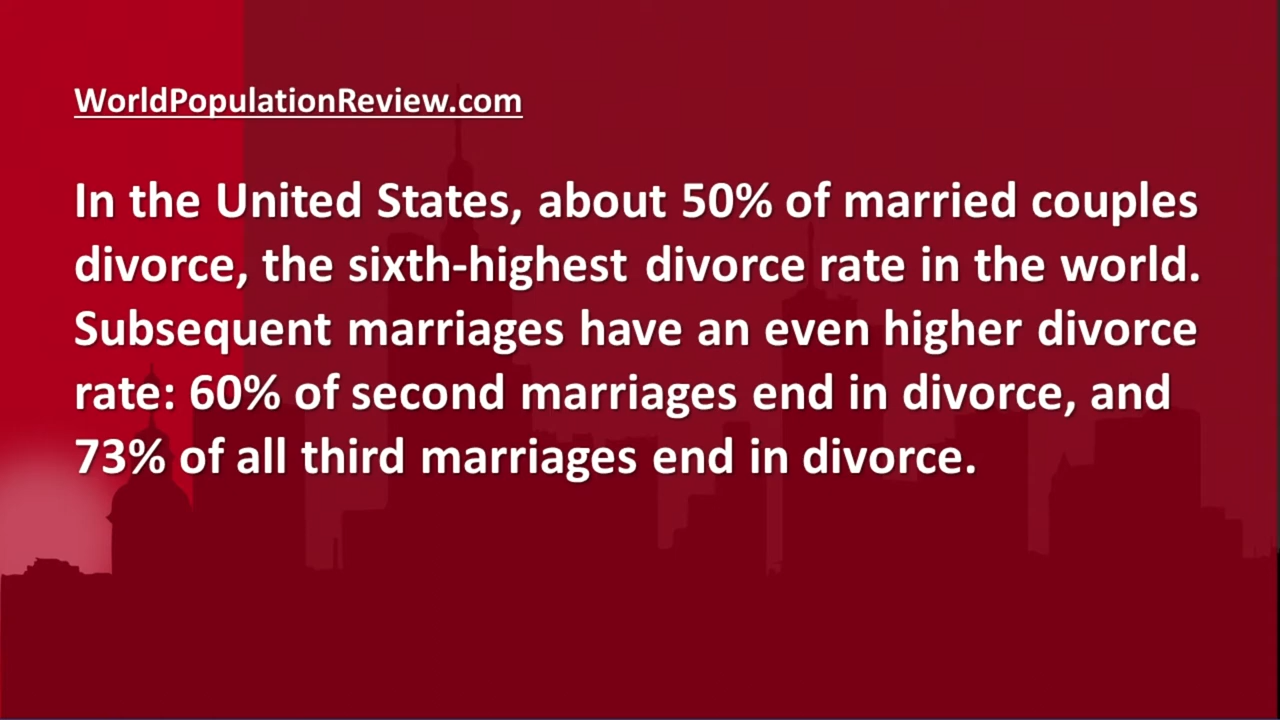 WorldPopulationReview.com
In the United States, about 50% of married couples
divorce, the sixth-highest divorce rate in the world.
Subsequent marriages have an even higher divorce
rate: 60% of second marriages end in divorce, and
73% of all third marriages end in divorce.